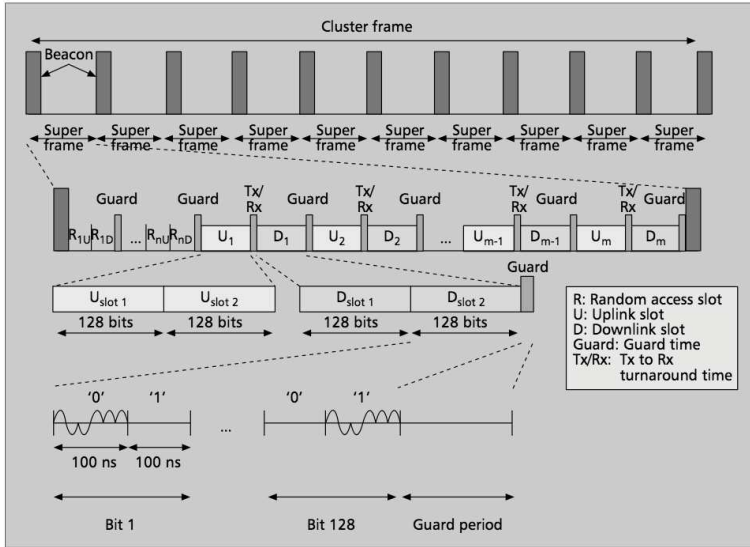 Cluster frame
Beacon
Super Super Super Super Super Super Super Super Super Super
frame frame frame frame frame frame frame frame frame frame
Tx/ Tx/ Tx/ Tx/
Guard Guard Rx Guard Rx Guard Rx Guard Rx Guard
R1U R1D ... RnU RnD U1 D1 U2 D2 ... Um-1 Dm-1 Um Dm
Guard
Uslot 1 Uslot 2 Dslot 1 Dslot 2
128 bits 128 bits 128 bits 128 bits
R: Random access slot
U: Uplink slot
D: Downlink slot
Guard: Guard time
Tx/Rx: Tx to Rx
turnaround time
‘0’ ‘1’ ‘0’ ‘1’
...
100 ns 100 ns
Bit 1 Bit 128 Guard period